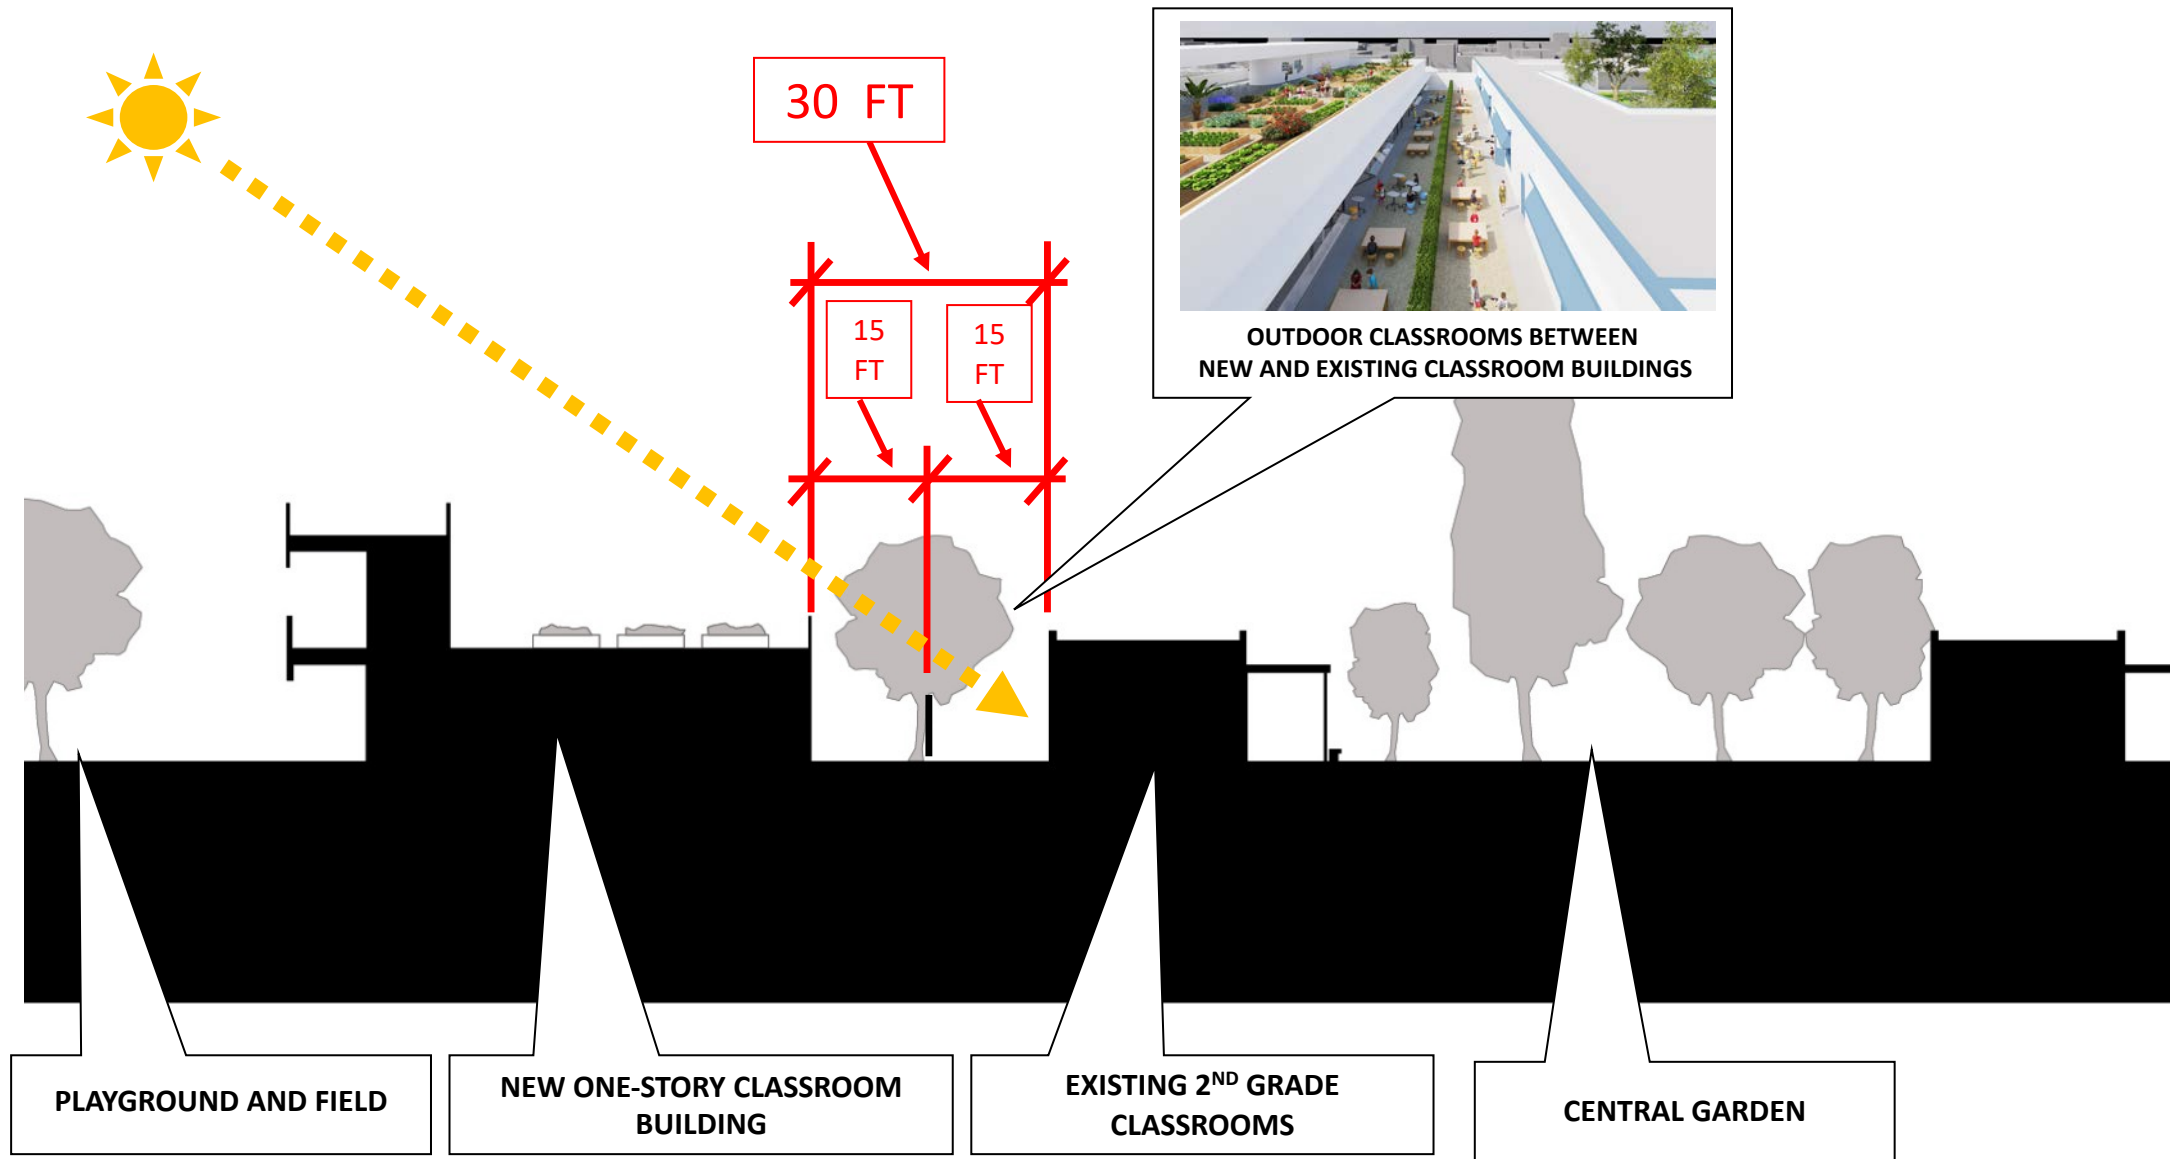 30 FT
15
FT
15
FT
OUTDOOR CLASSROOMS BETWEEN
NEW AND EXISTING CLASSROOM BUILDINGS
PLAYGROUND AND FIELD
NEW ONE-STORY CLASSROOM
BUILDING
EXISTING 2ND GRADE
CLASSROOMS
CENTRAL GARDEN